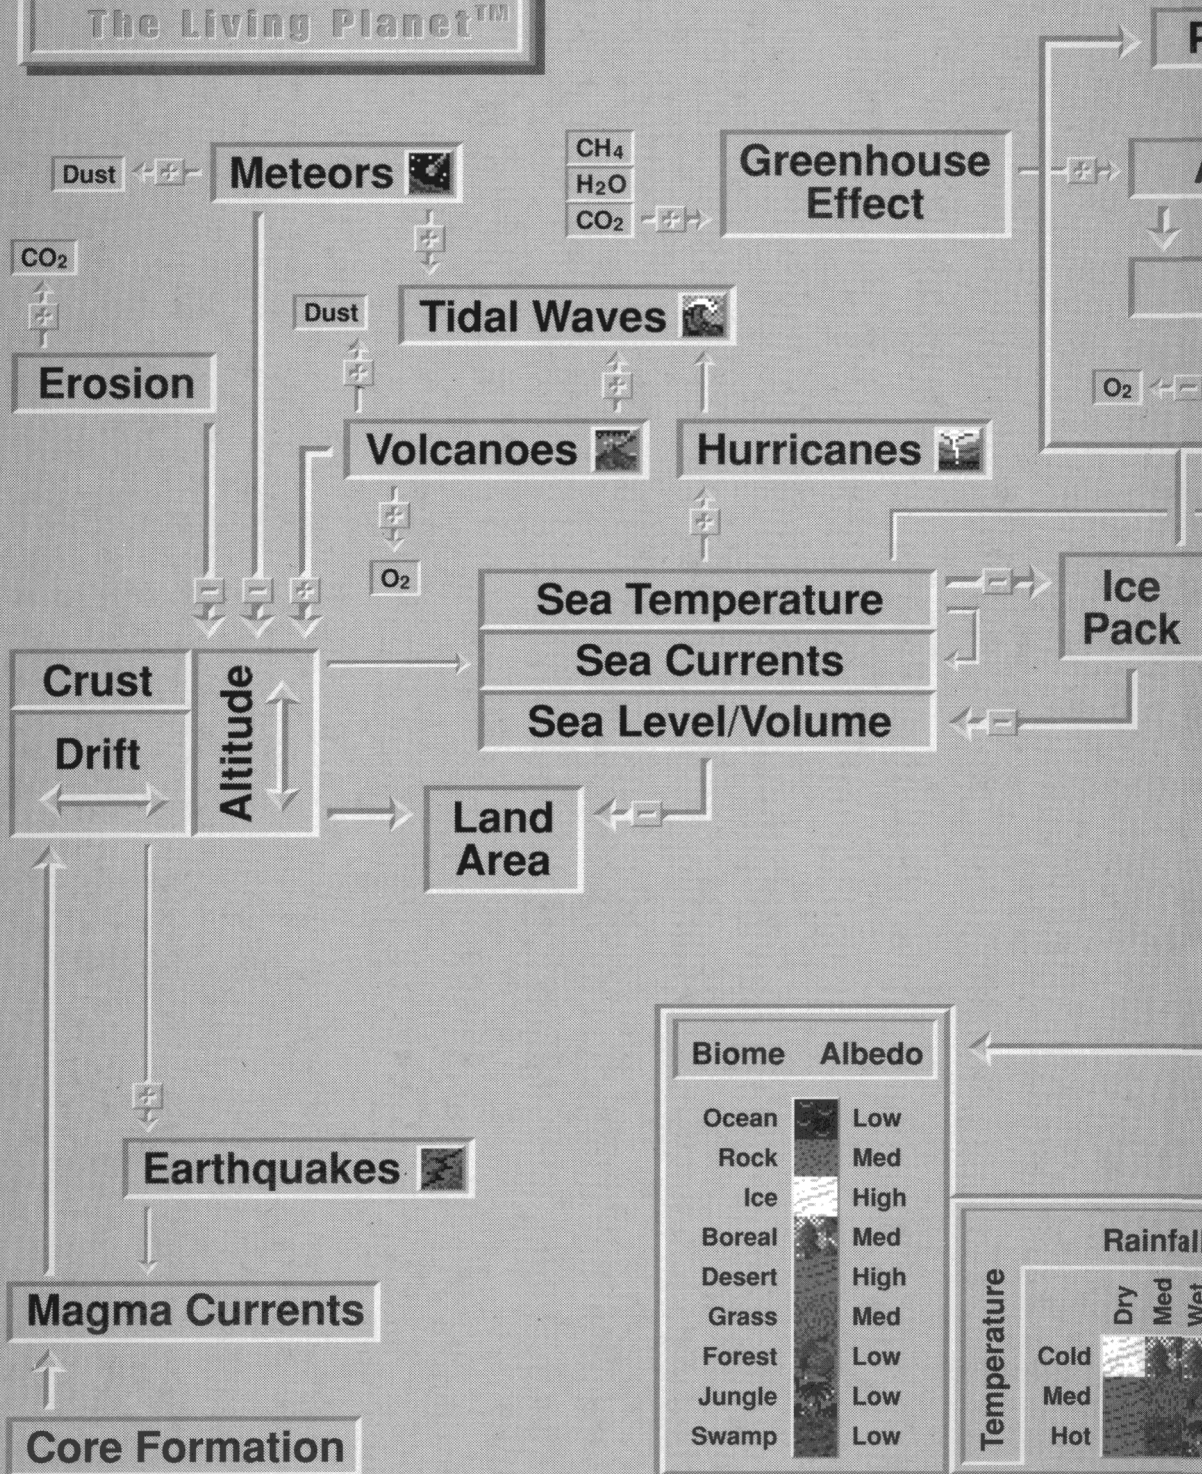 The Living Planet™
P
Dust
Meteors
CH₄
H₂O
CO₂
Greenhouse
Effect
CO₂
Dust
Tidal Waves
Erosion
O₂
Volcanoes
Hurricanes
O₂
Sea Temperature
Sea Currents
Sea Level/Volume
Ice
Pack
Crust
Drift
Altitude
Land
Area
Earthquakes
Magma Currents
Core Formation
Biome Albedo
Ocean Low
Rock Med
Ice High
Boreal Med
Desert High
Grass Med
Forest Low
Jungle Low
Swamp Low
Rainfall
Temperature
Dry
Med
Wet
Cold
Med
Hot